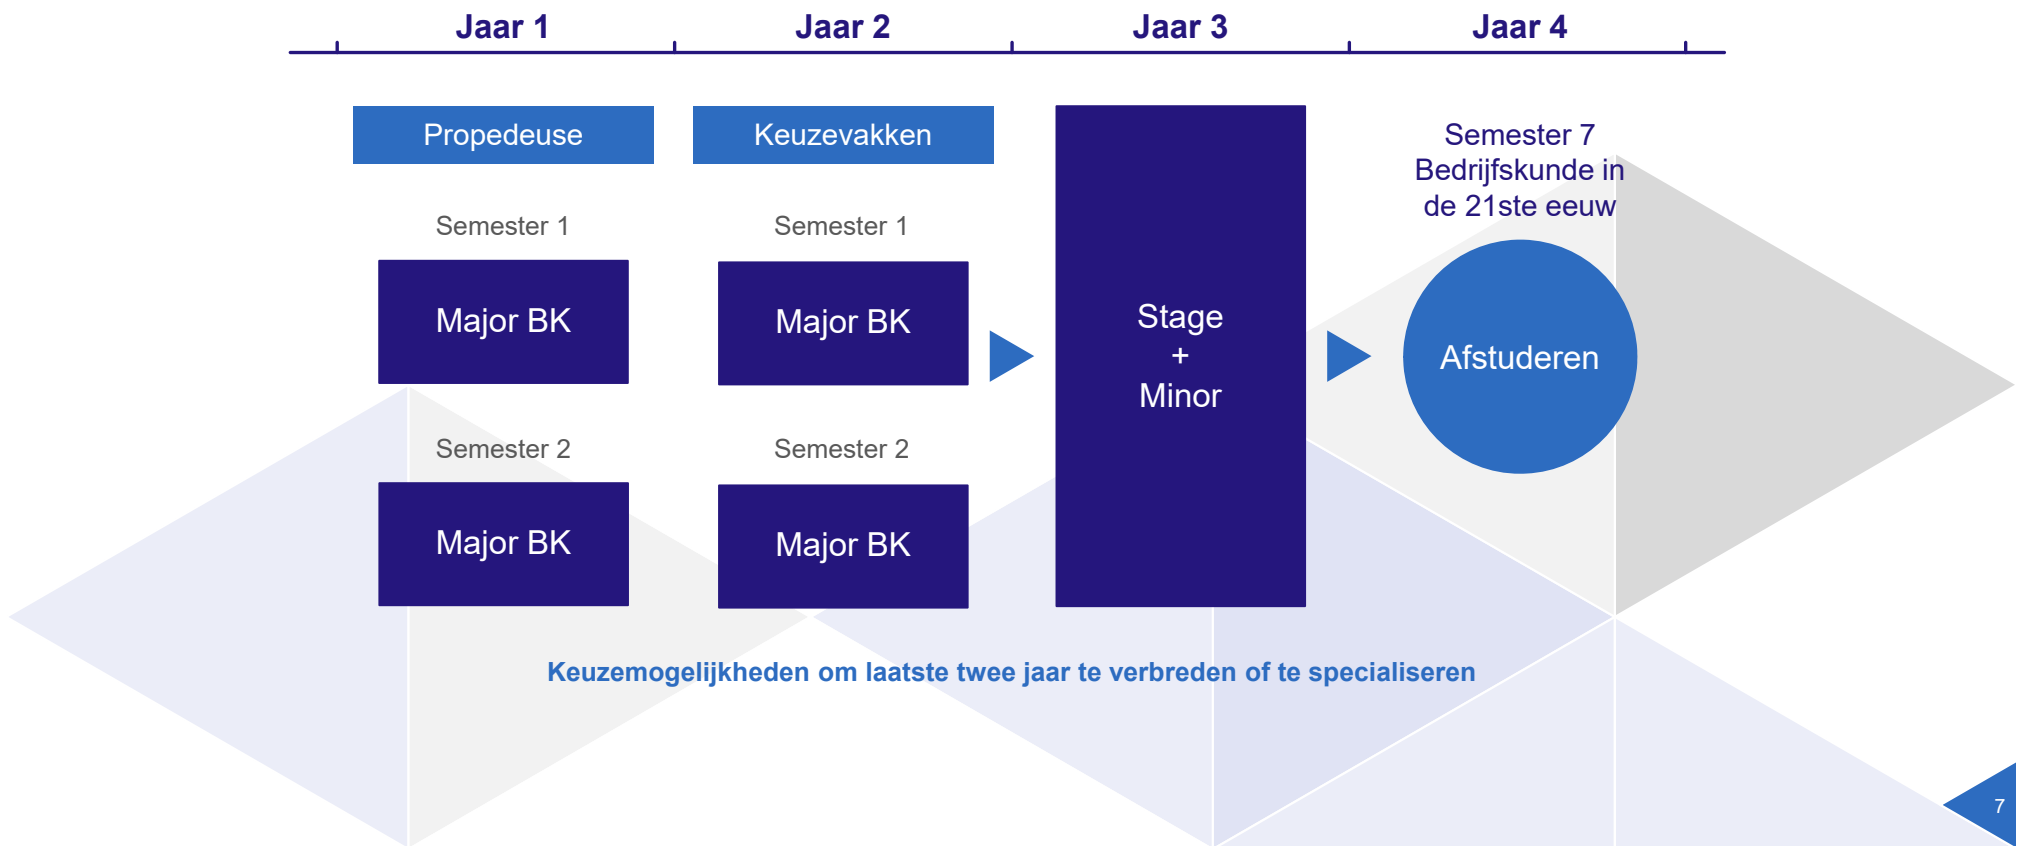 Jaar 1
Jaar 2
Jaar 3
Jaar 4
Propedeuse
Semester 1
Major BK
Semester 2
Major BK
Keuzevakken
Semester 1
Major BK
Semester 2
Major BK
Stage
+
Minor
Semester 7
Bedrijfskunde in
de 21ste eeuw
Afstuderen
Keuzemogelijkheden om laatste twee jaar te verbreden of te specialiseren
7